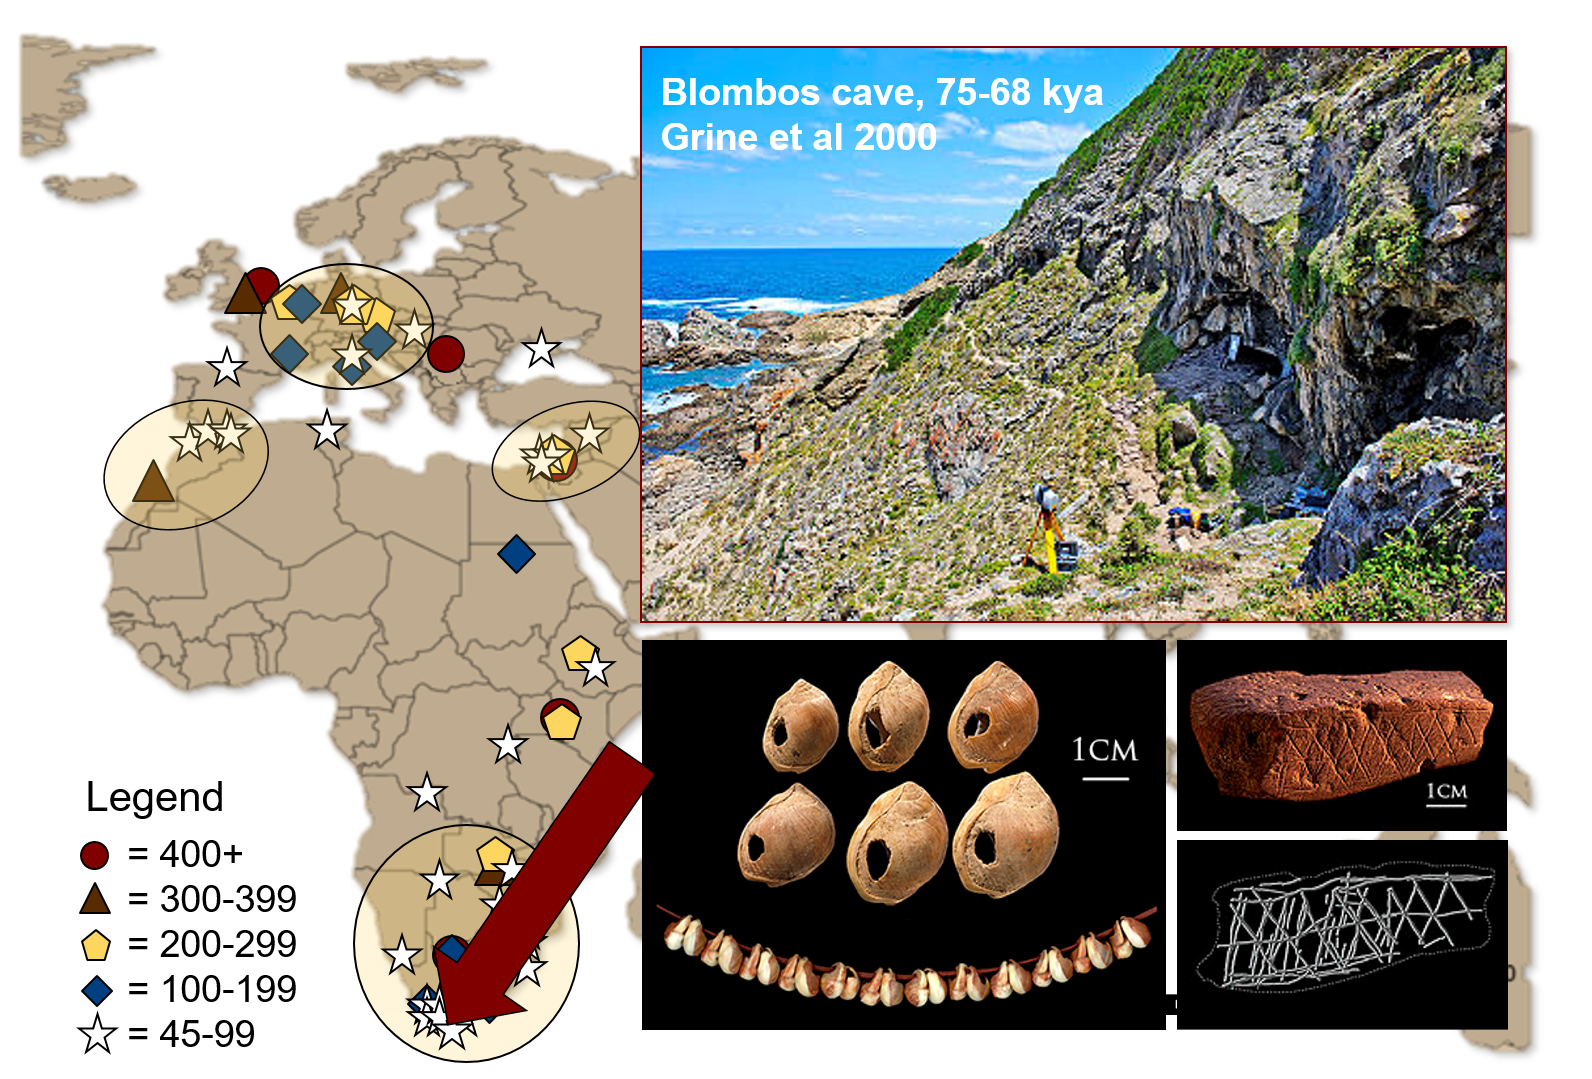 Blombos cave, 75-68 kya
Grine et al 2000
1CM
1CM
Legend
= 400+
= 300-399
= 200-299
= 100-199
= 45-99